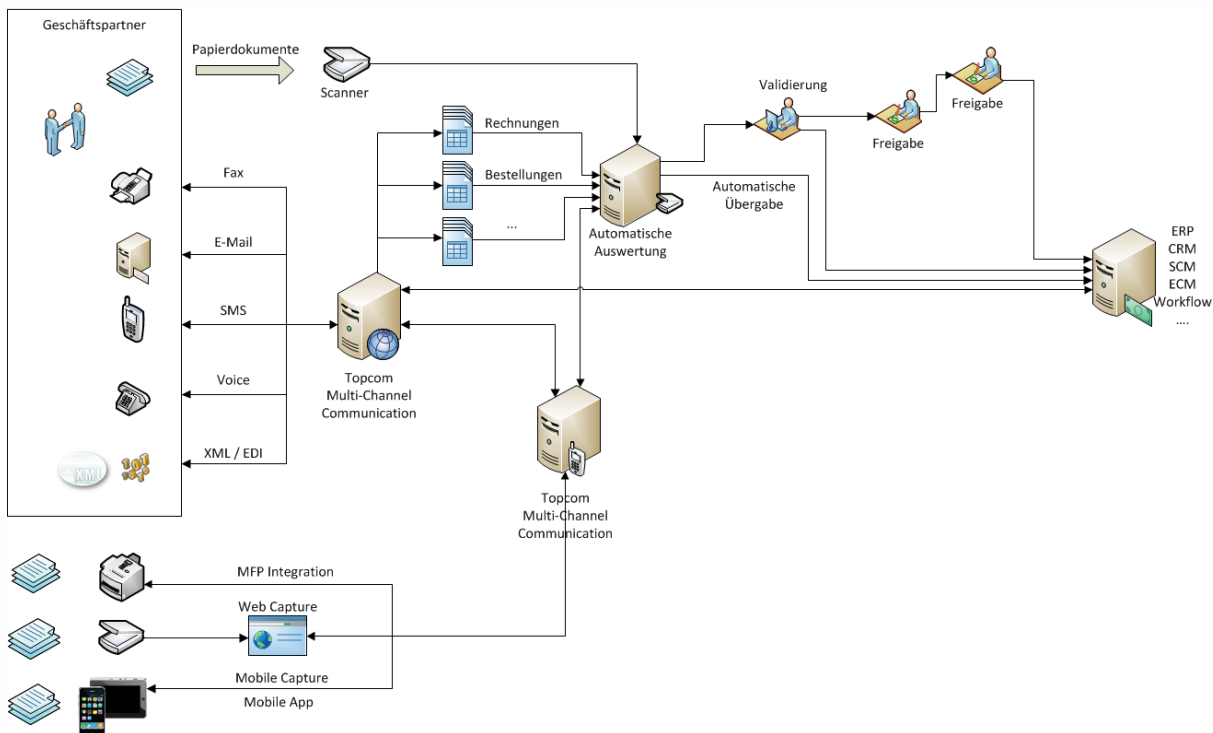 Geschäftspartner
Papierdokumente
Scanner
Fax
E-Mail
SMS
Voice
XML / EDI
XML
Rechnungen
Bestellungen
...
Automatische
Auswertung
Validierung
Freigabe
Freigabe
Automatische
Übergabe
ERP
CRM
SCM
ECM
Workflow
....
Topcom
Multi-Channel
Communication
Topcom
Multi-Channel
Communication
MFP Integration
Web Capture
Mobile Capture
Mobile App